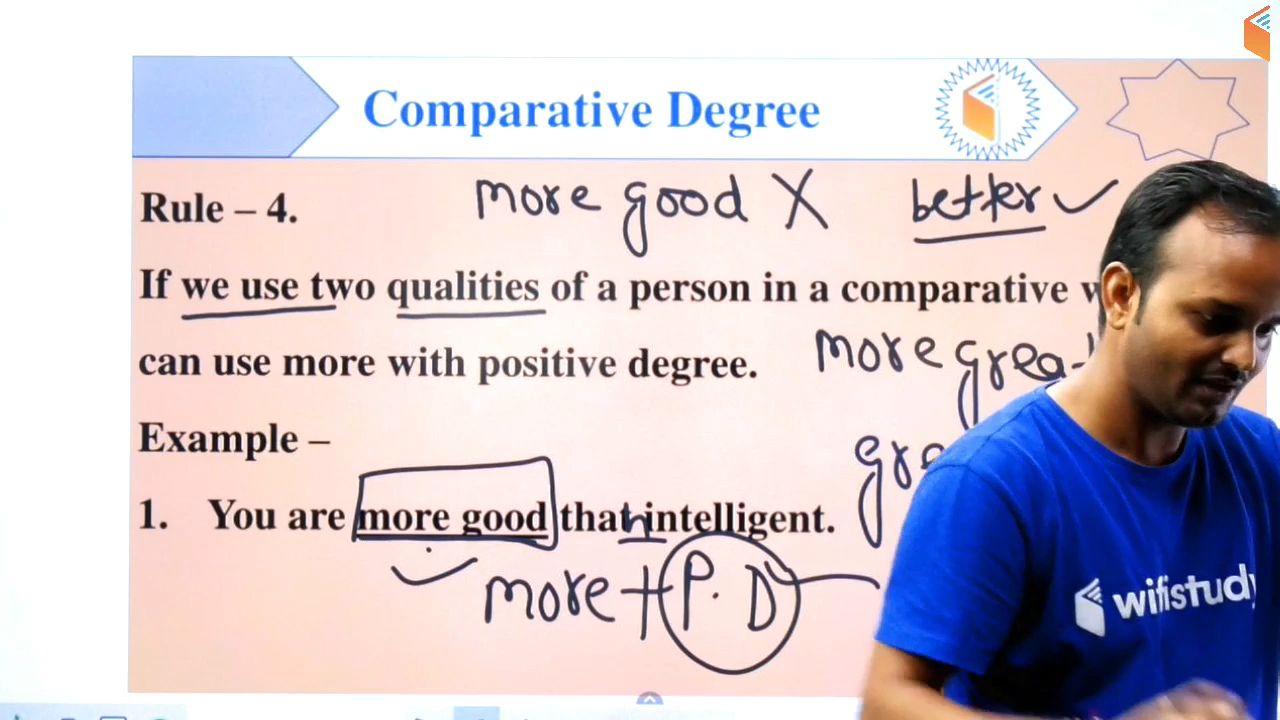 Comparative Degree
Rule – 4.
more good X better ✓
If we use two qualities of a person in a comparative
can use more with positive degree.
more
Example –
1. You are more good than intelligent.
more + P.D
wifistudy